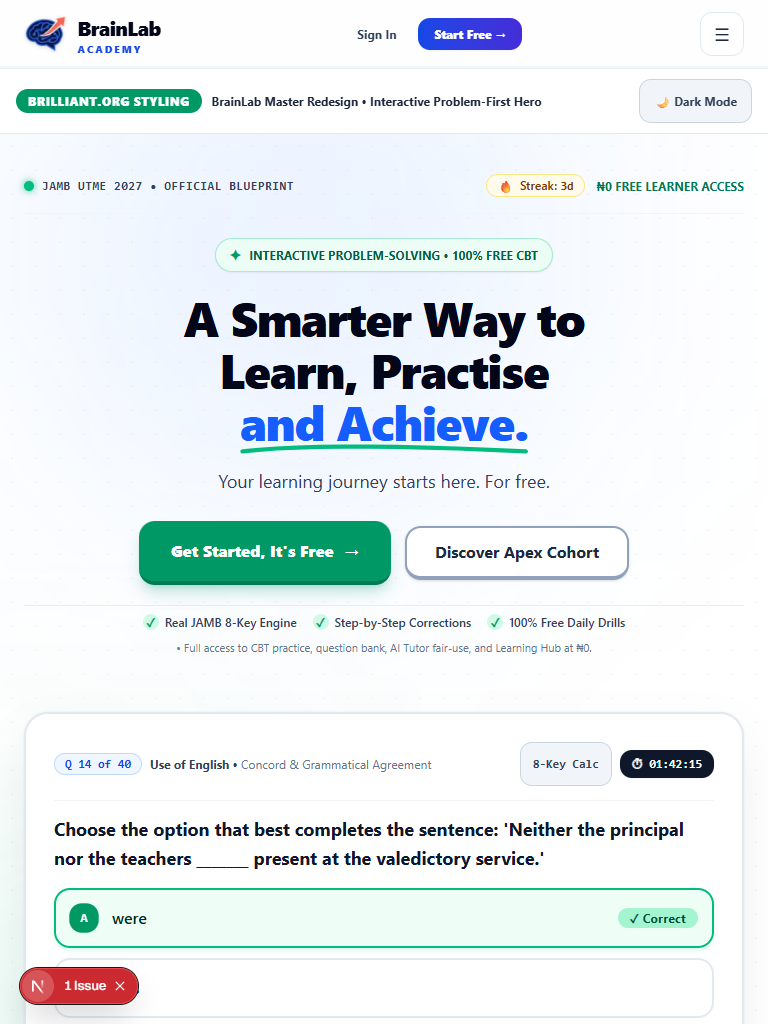 BrainLab
ACADEMY
Sign In
Start Free →
☰
BRILLIANT.ORG STYLING
BrainLab Master Redesign • Interactive Problem-First Hero
🌙 Dark Mode
JAMB UTME 2027 • OFFICIAL BLUEPRINT
🔥 Streak: 3d
₦0 FREE LEARNER ACCESS
✦ INTERACTIVE PROBLEM-SOLVING • 100% FREE CBT
A Smarter Way to
Learn, Practise
and Achieve.
Your learning journey starts here. For free.
Get Started, It's Free →
Discover Apex Cohort
✓ Real JAMB 8-Key Engine
✓ Step-by-Step Corrections
✓ 100% Free Daily Drills
• Full access to CBT practice, question bank, AI Tutor fair-use, and Learning Hub at ₦0.
Q 14 of 40
Use of English • Concord & Grammatical Agreement
8-Key Calc
⏱ 01:42:15
Choose the option that best completes the sentence: 'Neither the principal
nor the teachers ______ present at the valedictory service.'
A
were
✓ Correct
N
1 Issue ×